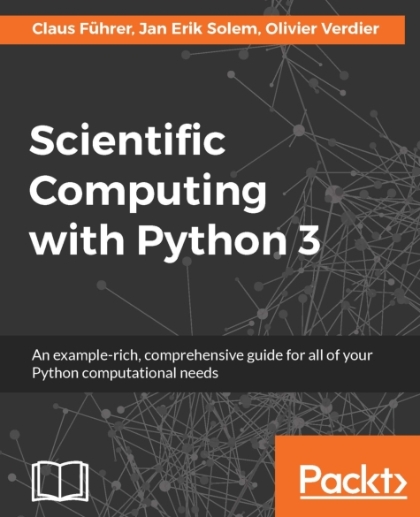 Claus Führer, Jan Erik Solem, Olivier Verdier
Scientific
Computing
with Python 3
An example-rich, comprehensive guide for all of your
Python computational needs
Packt>